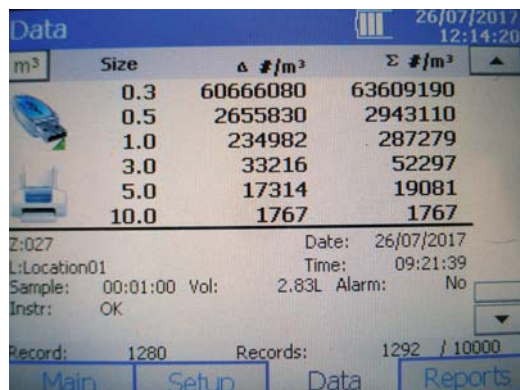 Data 26/07/2017
12:14:20
m³ Size Δ #/m³ Σ #/m³
0.3 60666080 63609190
0.5 2655830 2943110
1.0 234982 287279
3.0 33216 52297
5.0 17314 19081
10.0 1767 1767
Z:027 Date: 26/07/2017
L:Location01 Time: 09:21:39
Sample: 00:01:00 Vol: 2.83L Alarm: No
Instr: OK
Record: 1280 Records: 1292 / 10000
Main Setup Data Reports